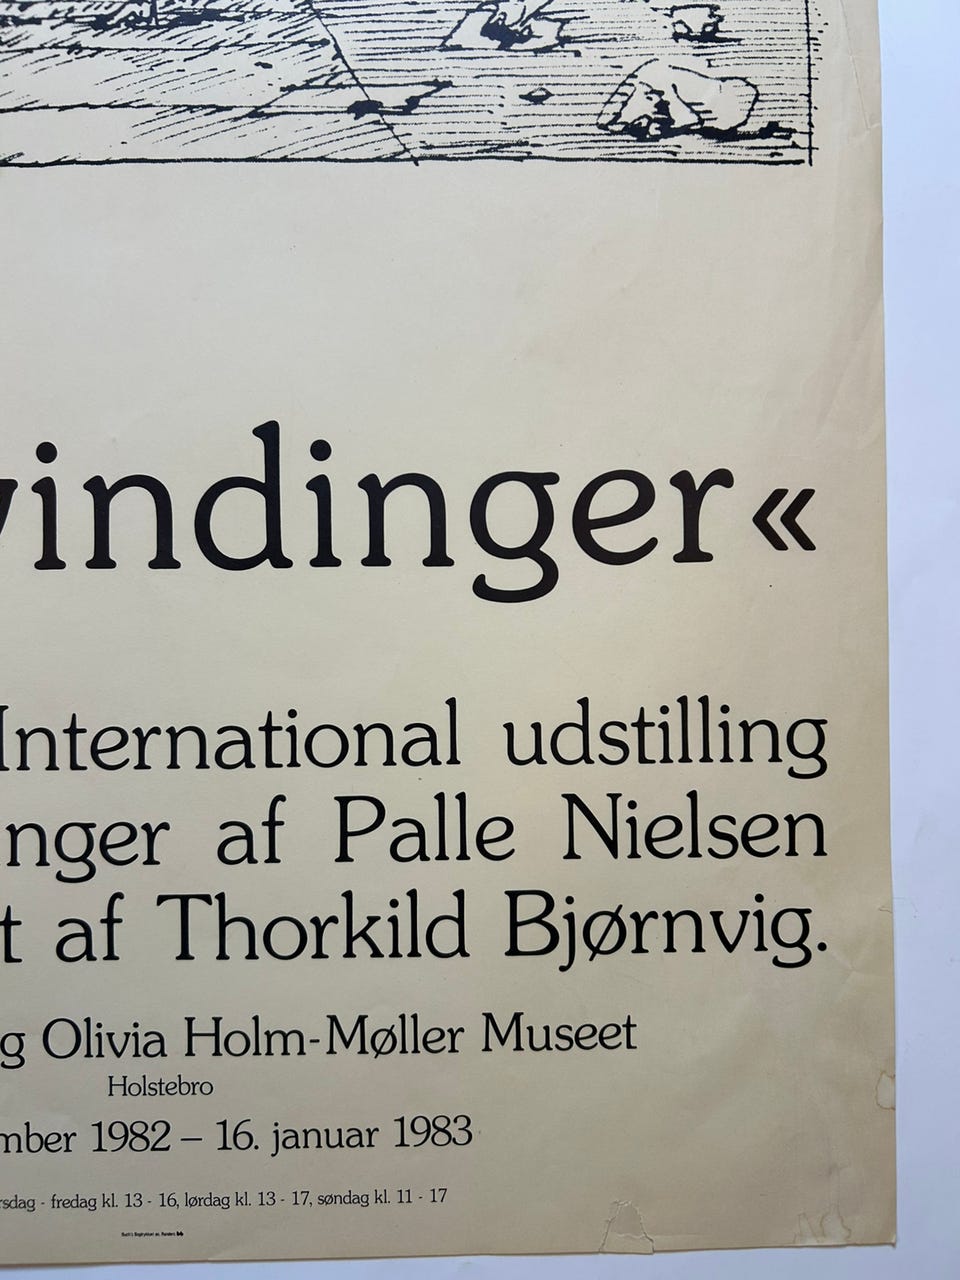 vindinger«
International udstilling
nger af Palle Nielsen
t af Thorkild Bjørnvig.
g Olivia Holm-Møller Museet
Holstebro
mber 1982 – 16. januar 1983
rsdag - fredag kl. 13 - 16, lørdag kl. 13 - 17, søndag kl. 11 - 17